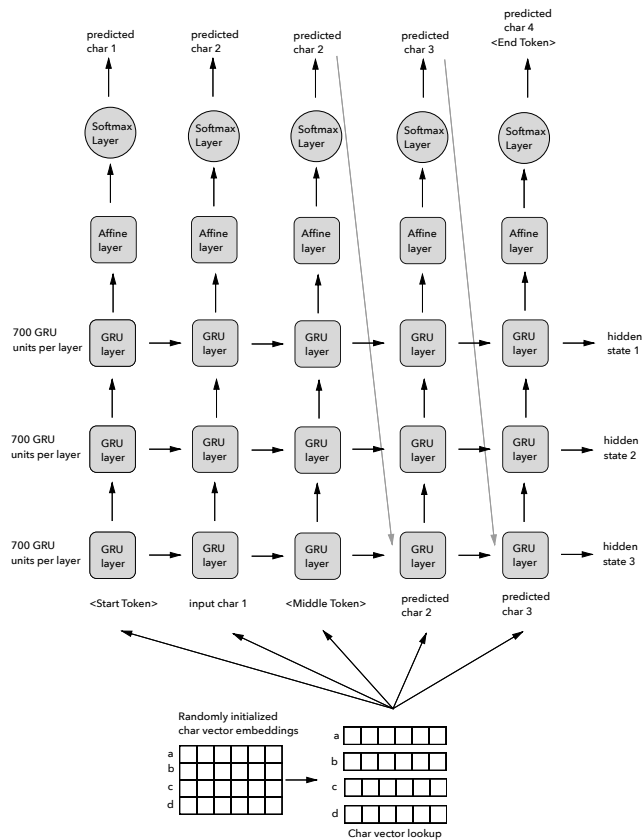 predicted
char 1
predicted
char 2
predicted
char 2
predicted
char 3
predicted
char 4
<End Token>
Softmax
Layer
Softmax
Layer
Softmax
Layer
Softmax
Layer
Softmax
Layer
Affine
layer
Affine
layer
Affine
layer
Affine
layer
Affine
layer
700 GRU
units per layer
GRU
layer
GRU
layer
GRU
layer
GRU
layer
GRU
layer
hidden
state 1
700 GRU
units per layer
GRU
layer
GRU
layer
GRU
layer
GRU
layer
GRU
layer
hidden
state 2
700 GRU
units per layer
GRU
layer
GRU
layer
GRU
layer
GRU
layer
GRU
layer
hidden
state 3
<Start Token>
input char 1
<Middle Token>
predicted
char 2
predicted
char 3
Randomly initialized
char vector embeddings
a
b
c
d
a
b
c
d
Char vector lookup